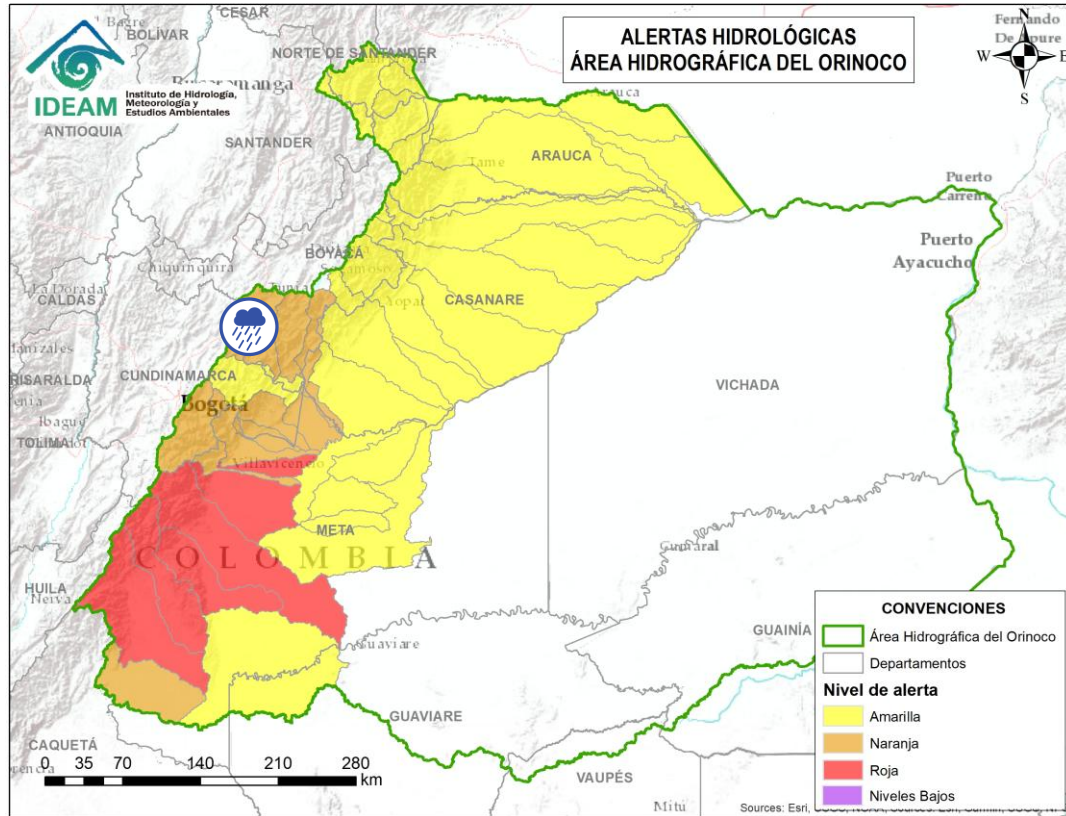 ALERTAS HIDROLÓGICAS
ÁREA HIDROGRÁFICA DEL ORINOCO
IDEAM
Instituto de Hidrología,
Meteorología y
Estudios Ambientales
N
W
E
S
CESAR
BOLÍVAR
NORTE DE SANTANDER
ANTIOQUIA
SANTANDER
ARAUCA
Arauca
Tame
Puerto
Carreño
Puerto
Ayacucho
BOYACÁ
Chiquinquirá
Tunja
La Dorada
CALDAS
Yopal
CASANARE
CUNDINAMARCA
RISARALDA
Bogotá
VICHADA
Ibagué
TOLIMA
Villavicencio
META
COLOMBIA
HUILA
Neiva
Guaviare
GUAINÍA
GUAVIARE
CAQUETÁ
VAUPÉS
Mitú
0 35 70 140 210 280
km
CONVENCIONES
Área Hidrográfica del Orinoco
Departamentos
Nivel de alerta
Amarilla
Naranja
Roja
Niveles Bajos
Sources: Esri,